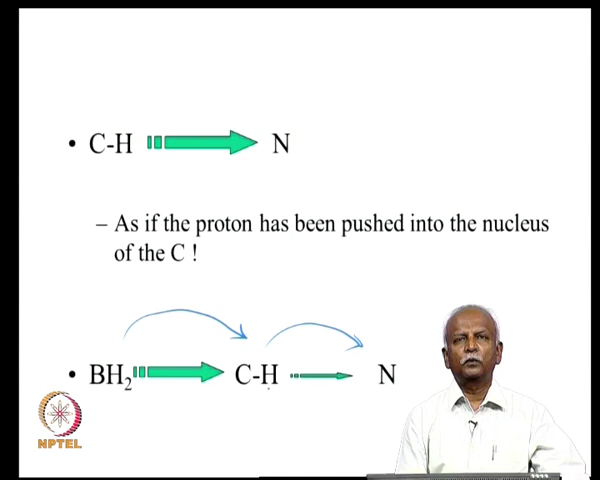 • C-H N
– As if the proton has been pushed into the nucleus
of the C !
• BH₂ C-H N
NPTEL